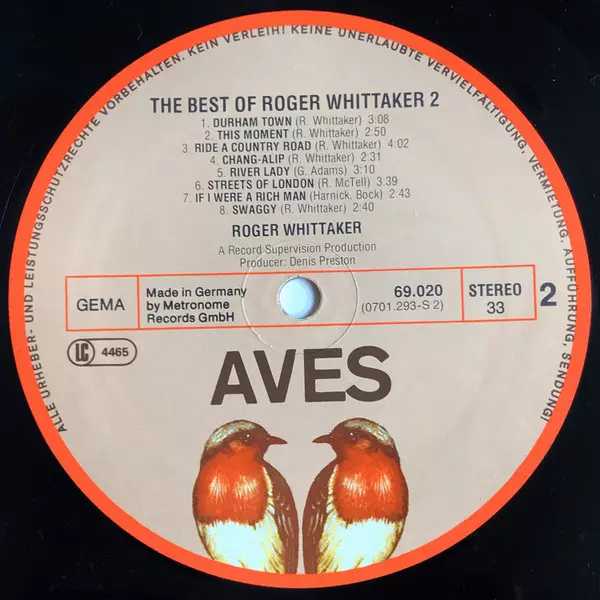 ALLE URHEBER- UND LEISTUNGSSCHUTZRECHTE VORBEHALTEN. KEIN VERLEIH! KEINE UNERLAUBTE VERVIELFÄLTIGUNG, VERMIETUNG, AUFFÜHRUNG, SENDUNG!
THE BEST OF ROGER WHITTAKER 2
1. DURHAM TOWN (R. Whittaker) 3:08
2. THIS MOMENT (R. Whittaker) 2:50
3. RIDE A COUNTRY ROAD (R. Whittaker) 4:02
4. CHANG-ALIP (R. Whittaker) 2:31
5. RIVER LADY (G. Adams) 3:10
6. STREETS OF LONDON (R. McTell) 3:39
7. IF I WERE A RICH MAN (Harnick, Bock) 2:43
8. SWAGGY (R. Whittaker) 2:40
ROGER WHITTAKER
A Record Supervision Production
Producer: Denis Preston
GEMA
Made in Germany
by Metronome
Records GmbH
69.020
(0701.293-S 2)
STEREO
33
2
LC 4465
AVES